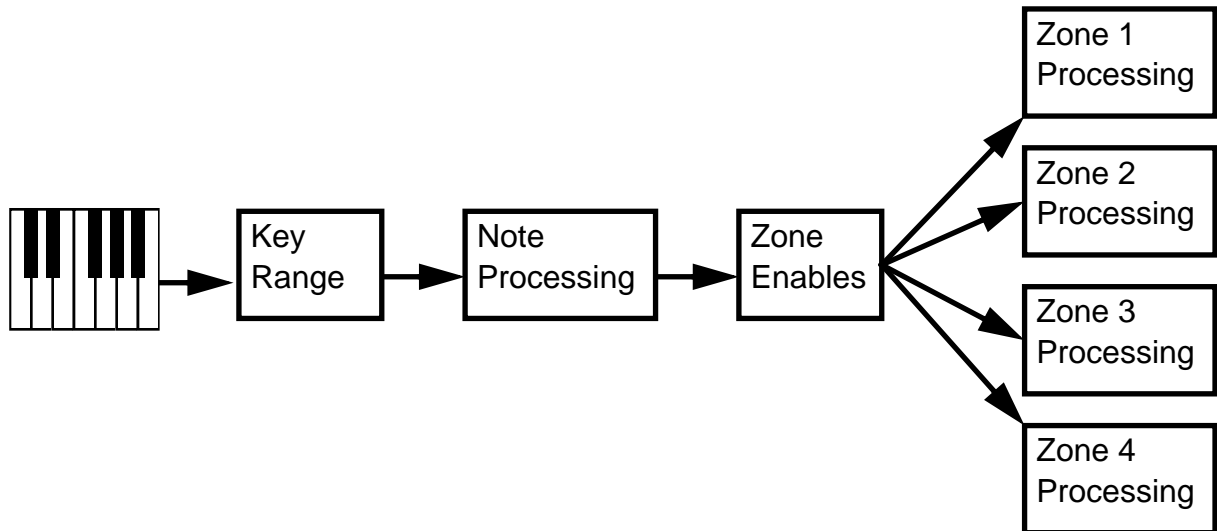 Key
Range
Note
Processing
Zone
Enables
Zone 1
Processing
Zone 2
Processing
Zone 3
Processing
Zone 4
Processing